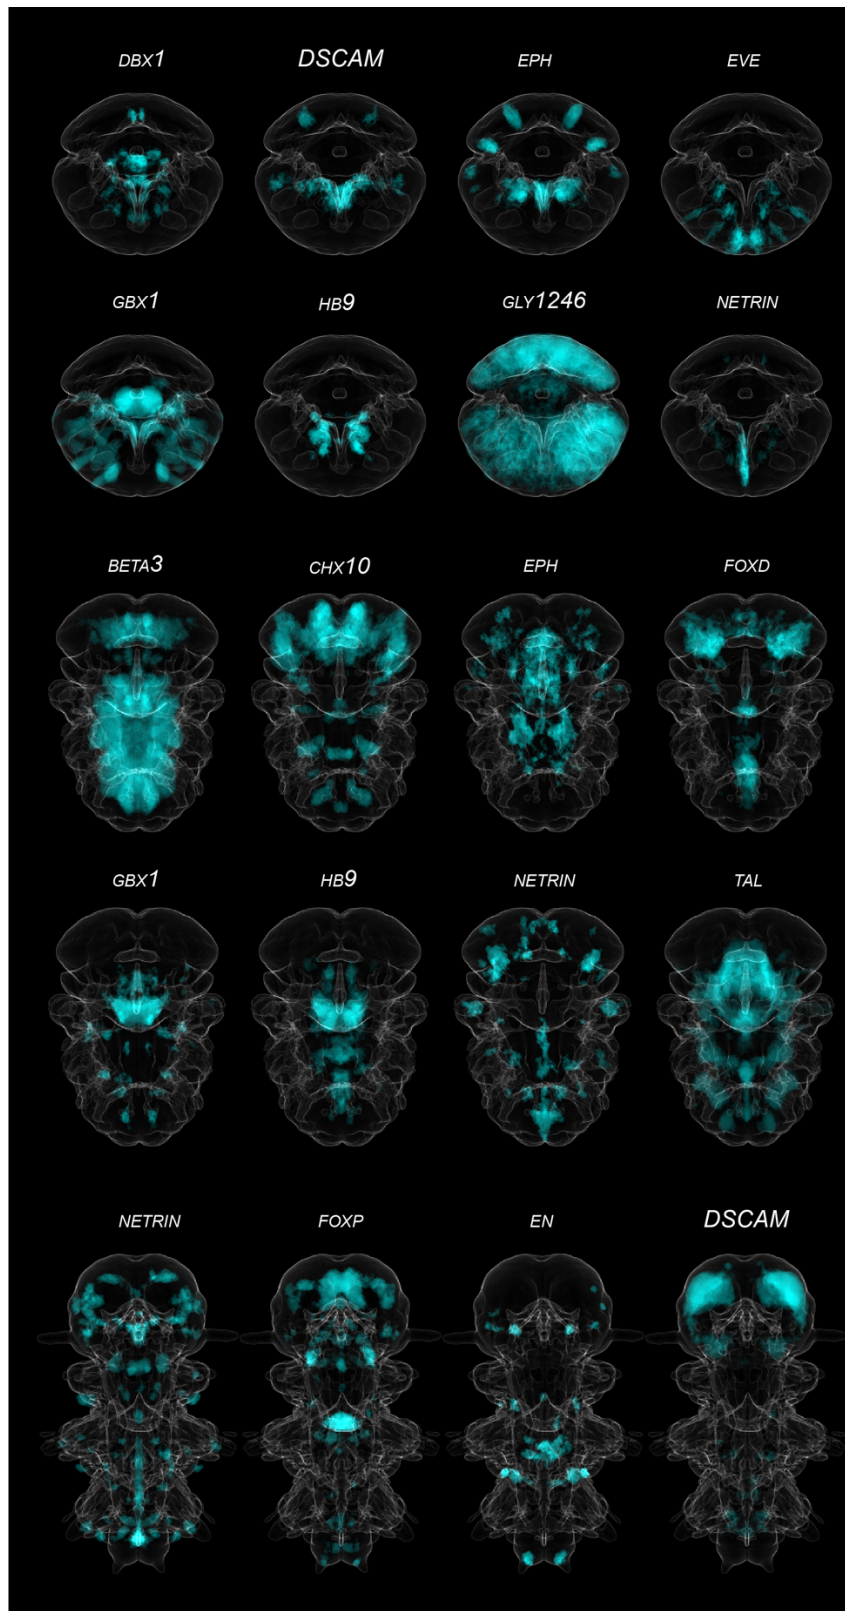 DBX1 DSCAM EPH EVE
GBX1 HB9 GLY1246 NETRIN
BETA3 CHX10 EPH FOXD
GBX1 HB9 NETRIN TAL
NETRIN FOXP EN DSCAM